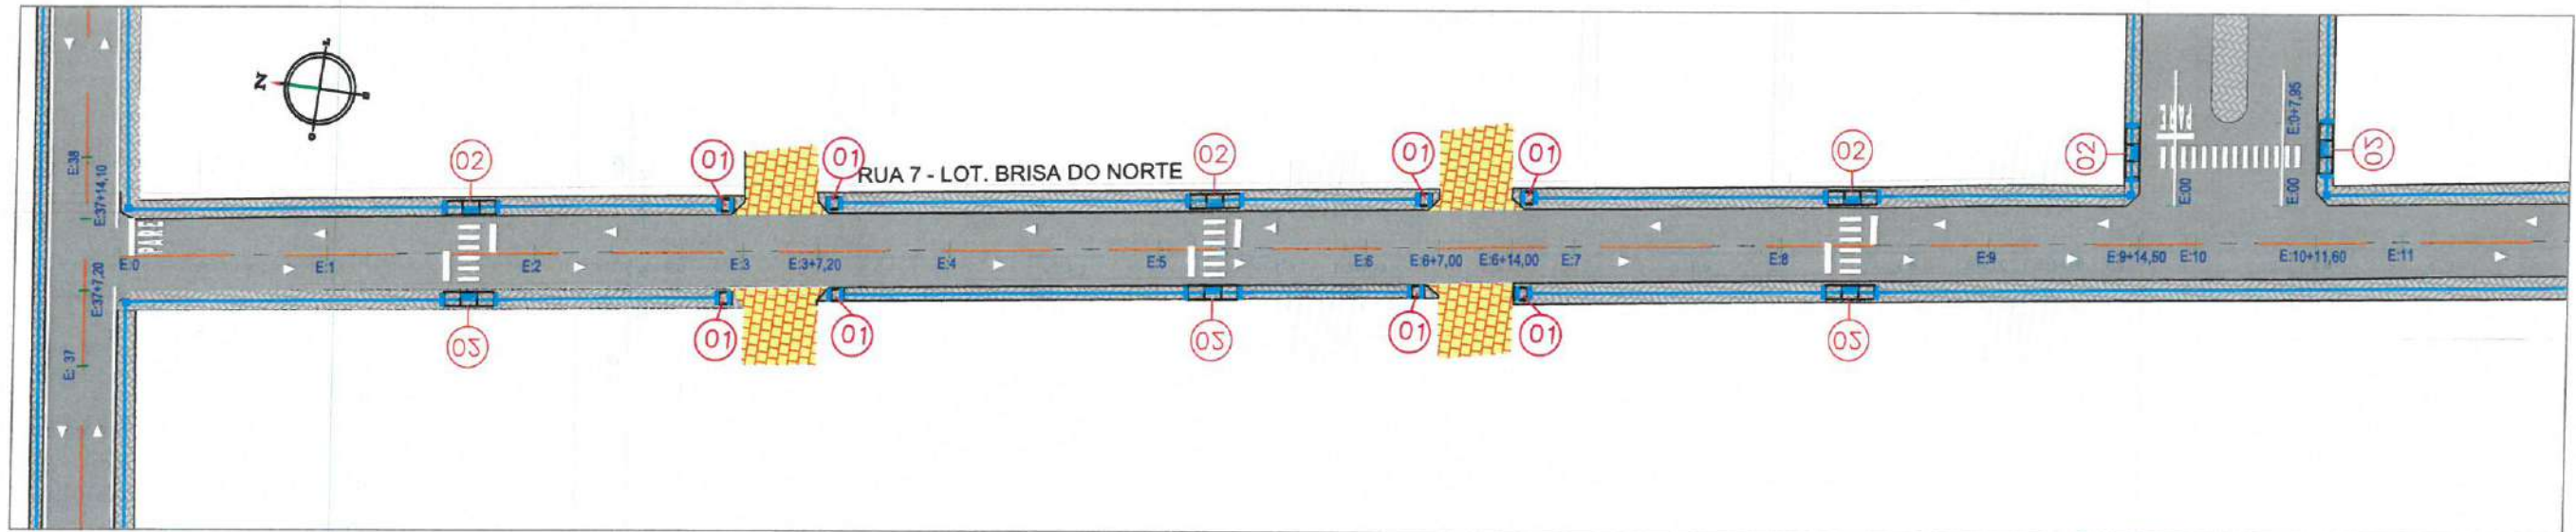 N
L
S
O
E:38
E:37+14,10
E:37+7,20
E: 37
PARE
02
01
01
RUA 7 - LOT. BRISA DO NORTE
02
01
01
02
02
02
PARE
E:00
E:00
E:0+7,95
E:0
E:1
E:2
E:3
E:3+7,20
E:4
E:5
E:6
E:6+7,00
E:6+14,00
E:7
E:8
E:9
E:9+14,50
E:10
E:10+11,60
E:11
02
01
01
02
01
01
02